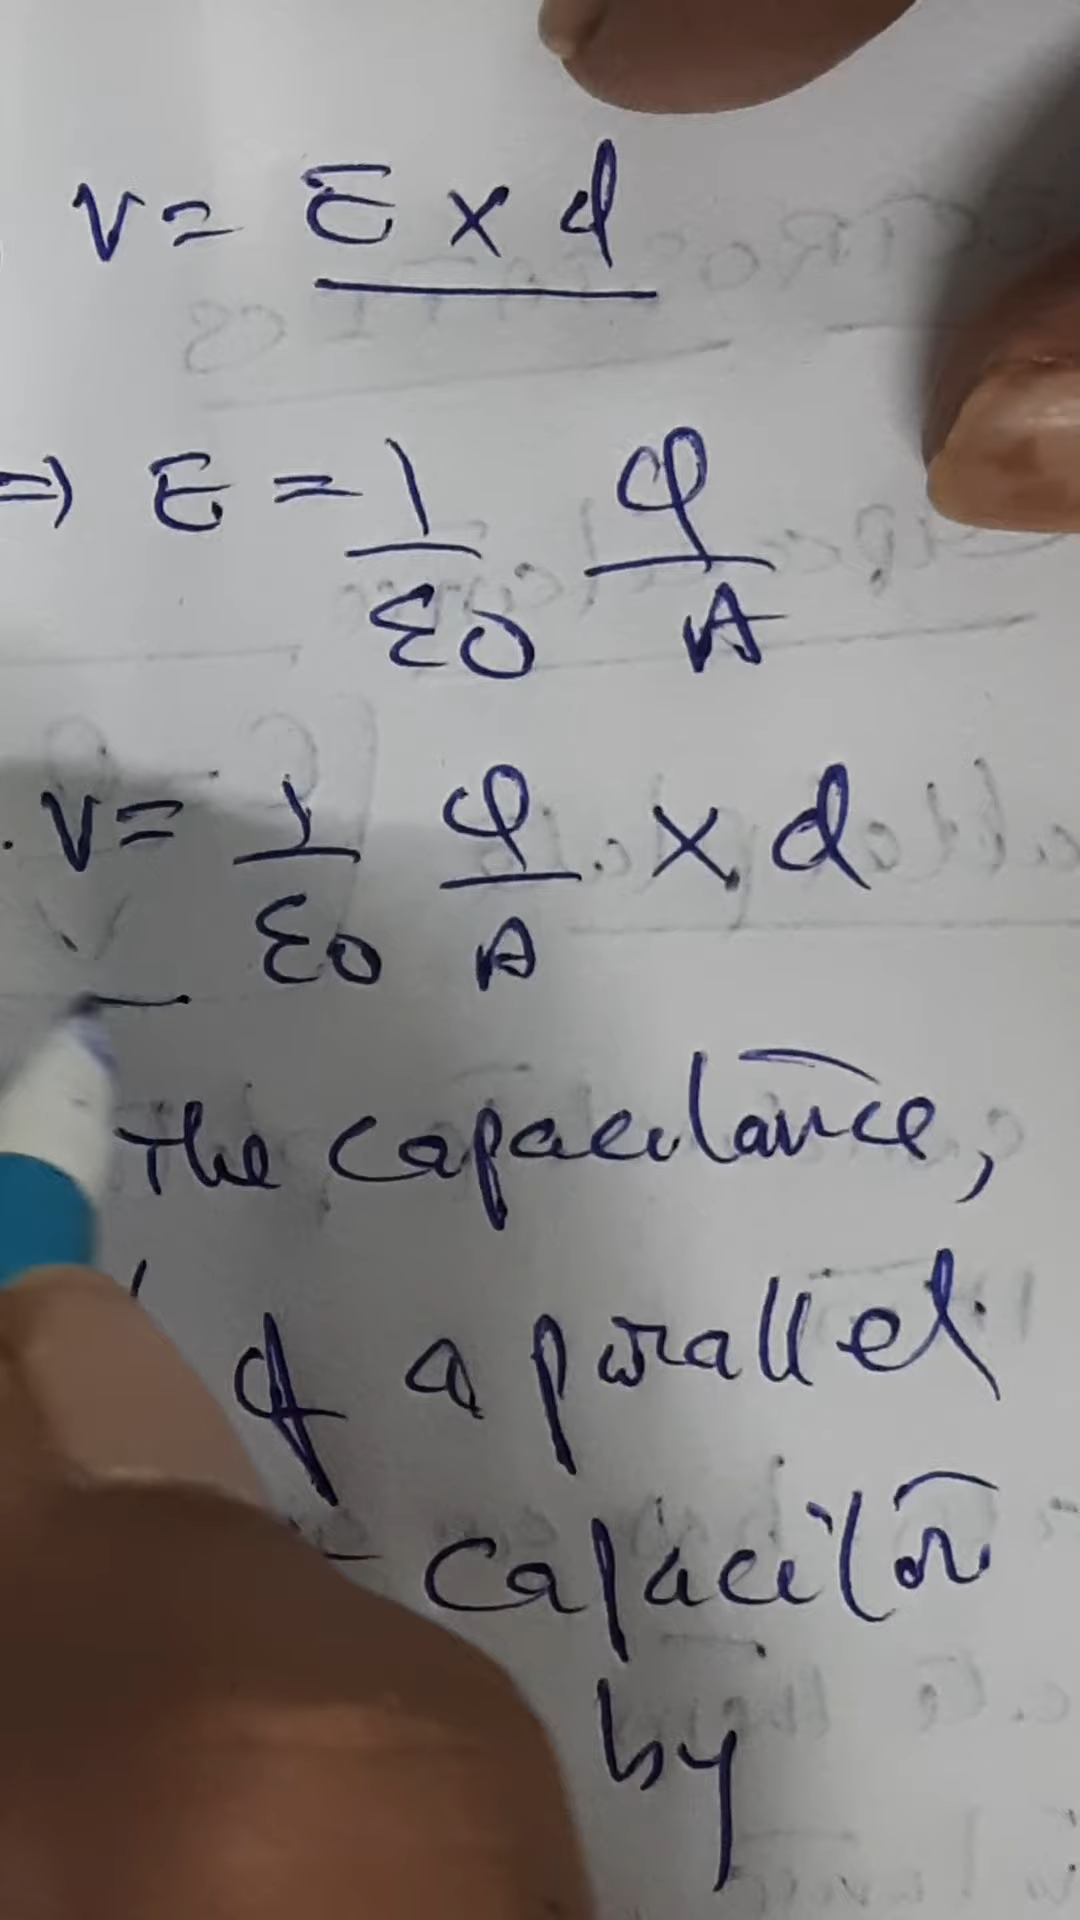 V = E × d
⇒ E = 1/ε0 φ/A
V = 1/ε0 φ/A × d
The capacitance,
of a parallel
capacitor
by